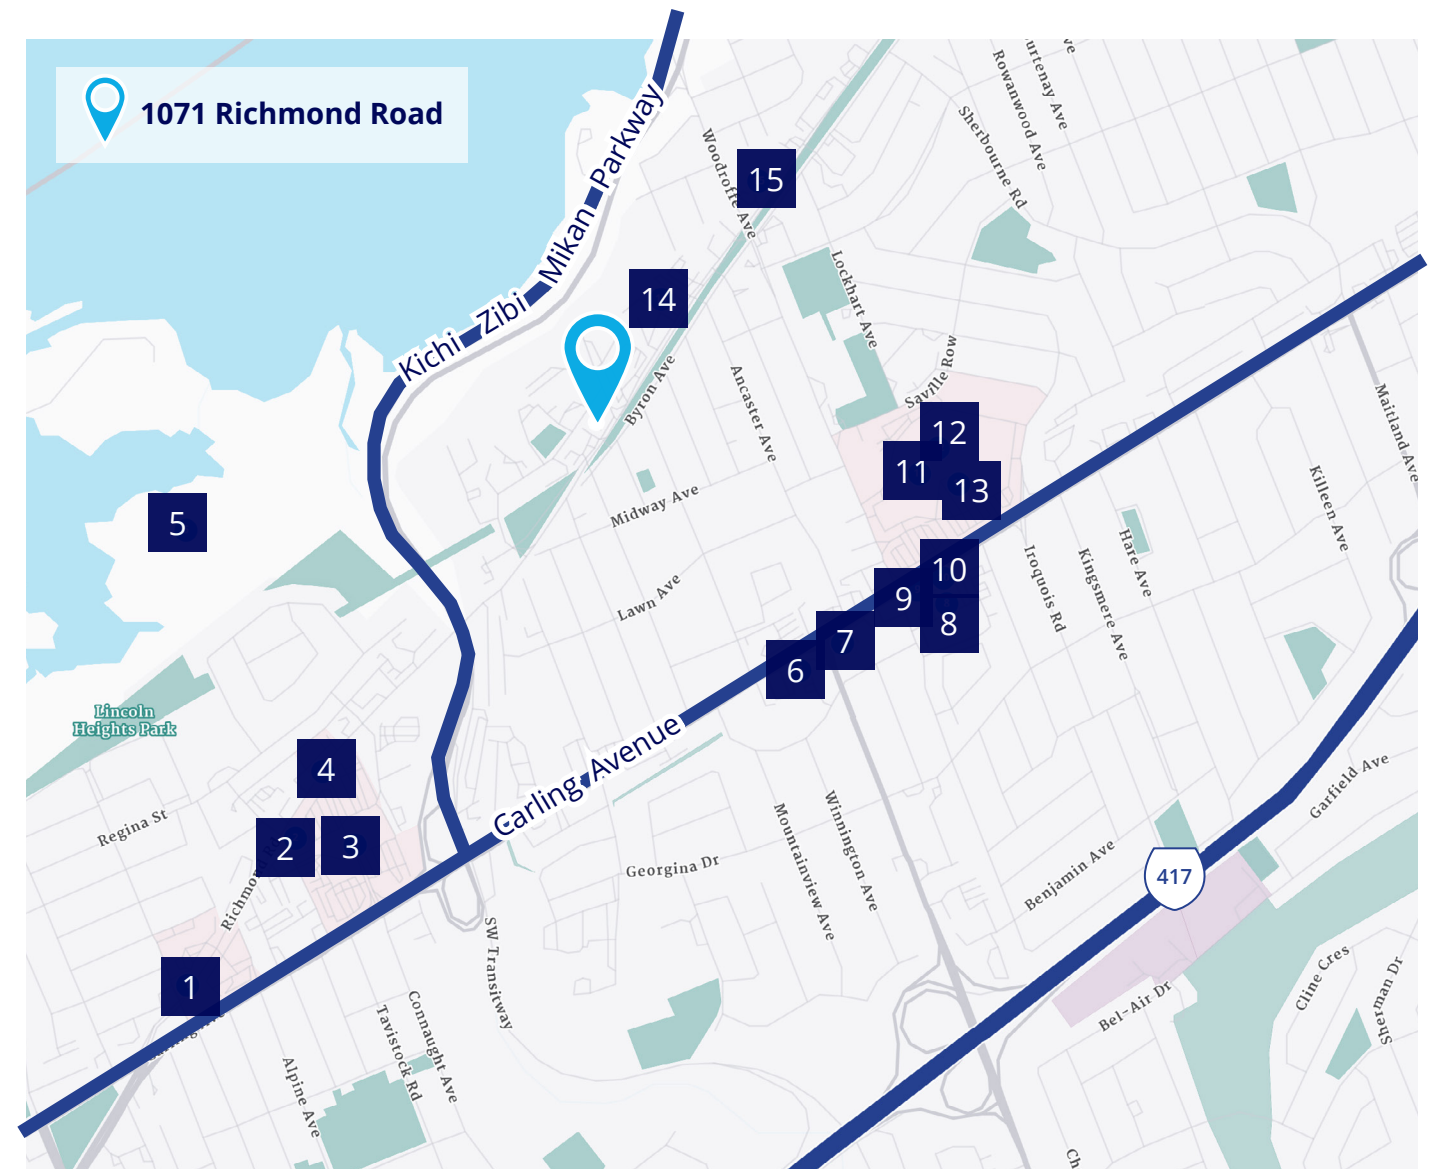 1071 Richmond Road
Kichi Zibi Mikan Parkway
Woodroffe Ave
15
Sherbourne Rd
Rowanwood Ave
14
Lockhart Ave
Byron Ave
Ancaster Ave
Saville Row
12
11
13
Maitland Ave
Midway Ave
5
Killeen Ave
Hare Ave
Kingsmere Ave
Iroquois Rd
10
9
8
7
6
Lawn Ave
Lincoln
Heights Park
4
2
3
Regina St
Carling Avenue
Garfield Ave
Georgina Dr
Mountainview Ave
Winnington Ave
Benjamin Ave
417
1
SW Transitway
Connaught Ave
Tavistock Rd
Alpine Ave
Bel-Air Dr
Cline Cres
Sherman Dr